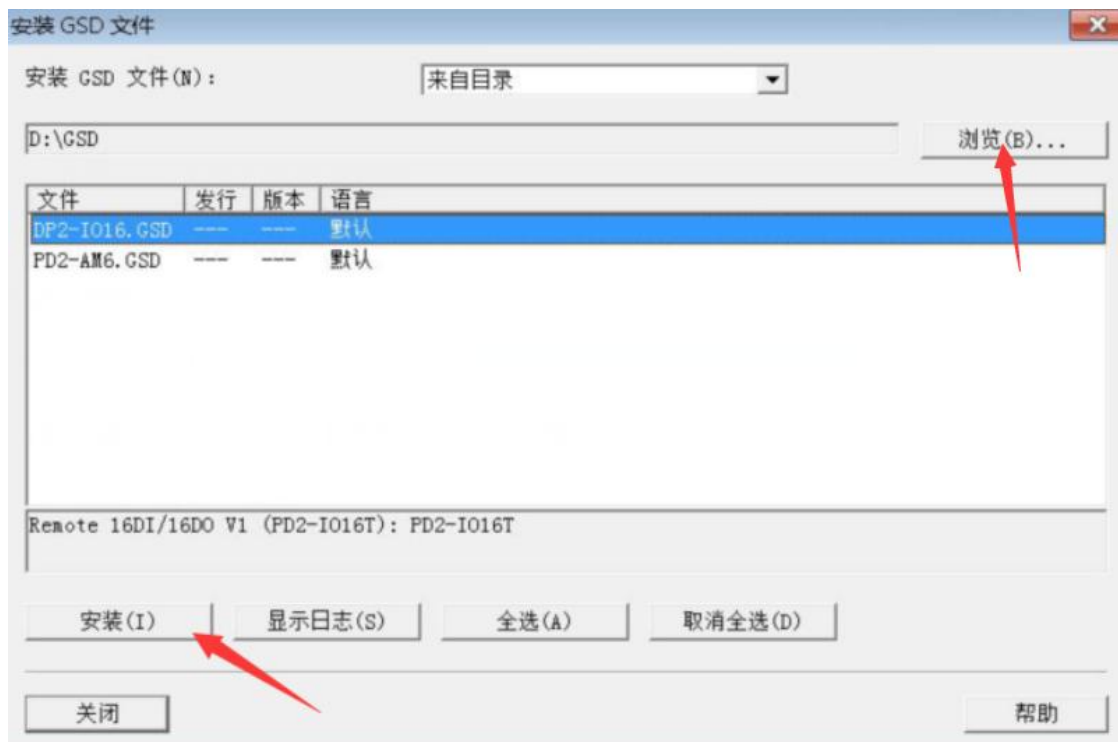 安装 GSD 文件
安装 GSD 文件(N):
来自目录
D:\GSD
浏览(B)...
文件 发行 版本 语言
DP2-IO16.GSD --- --- 默认
PD2-AM6.GSD --- --- 默认
Remote 16DI/16DO V1 (PD2-IO16T): PD2-IO16T
安装(I) 显示日志(S) 全选(A) 取消全选(D)
关闭 帮助